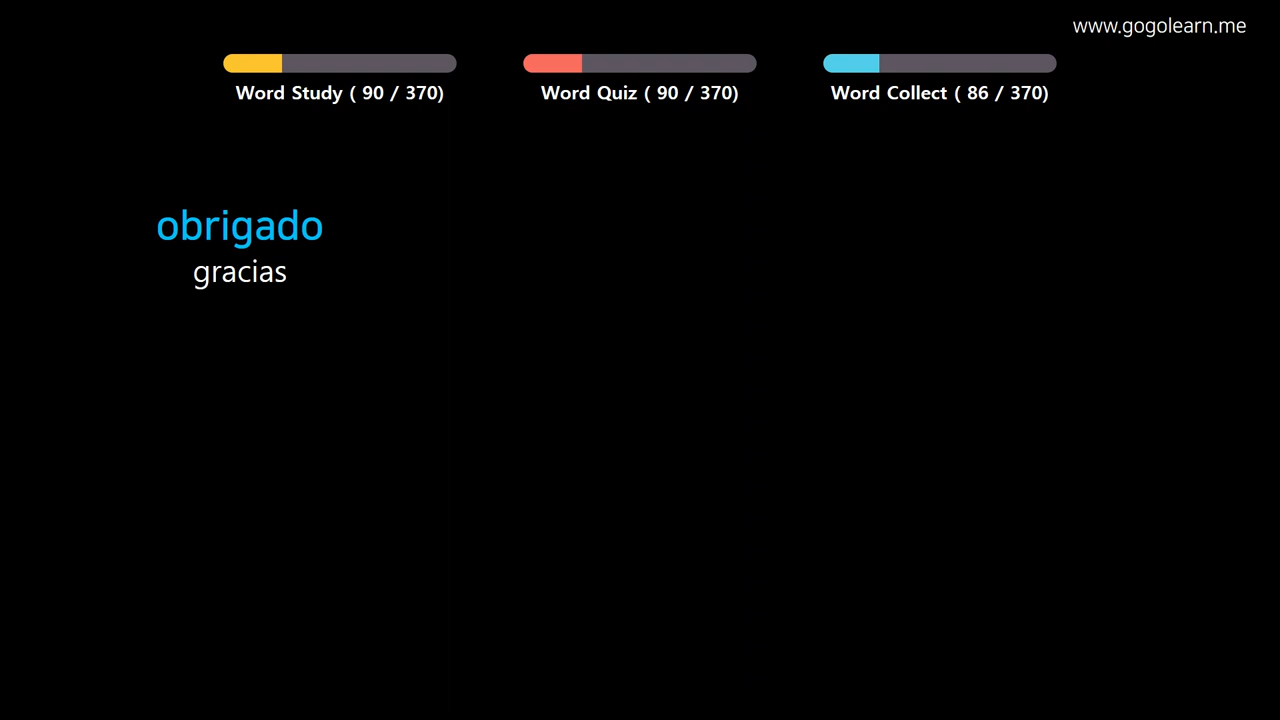 www.gogolearn.me
Word Study ( 90 / 370)
Word Quiz ( 90 / 370)
Word Collect ( 86 / 370)
obrigado
gracias